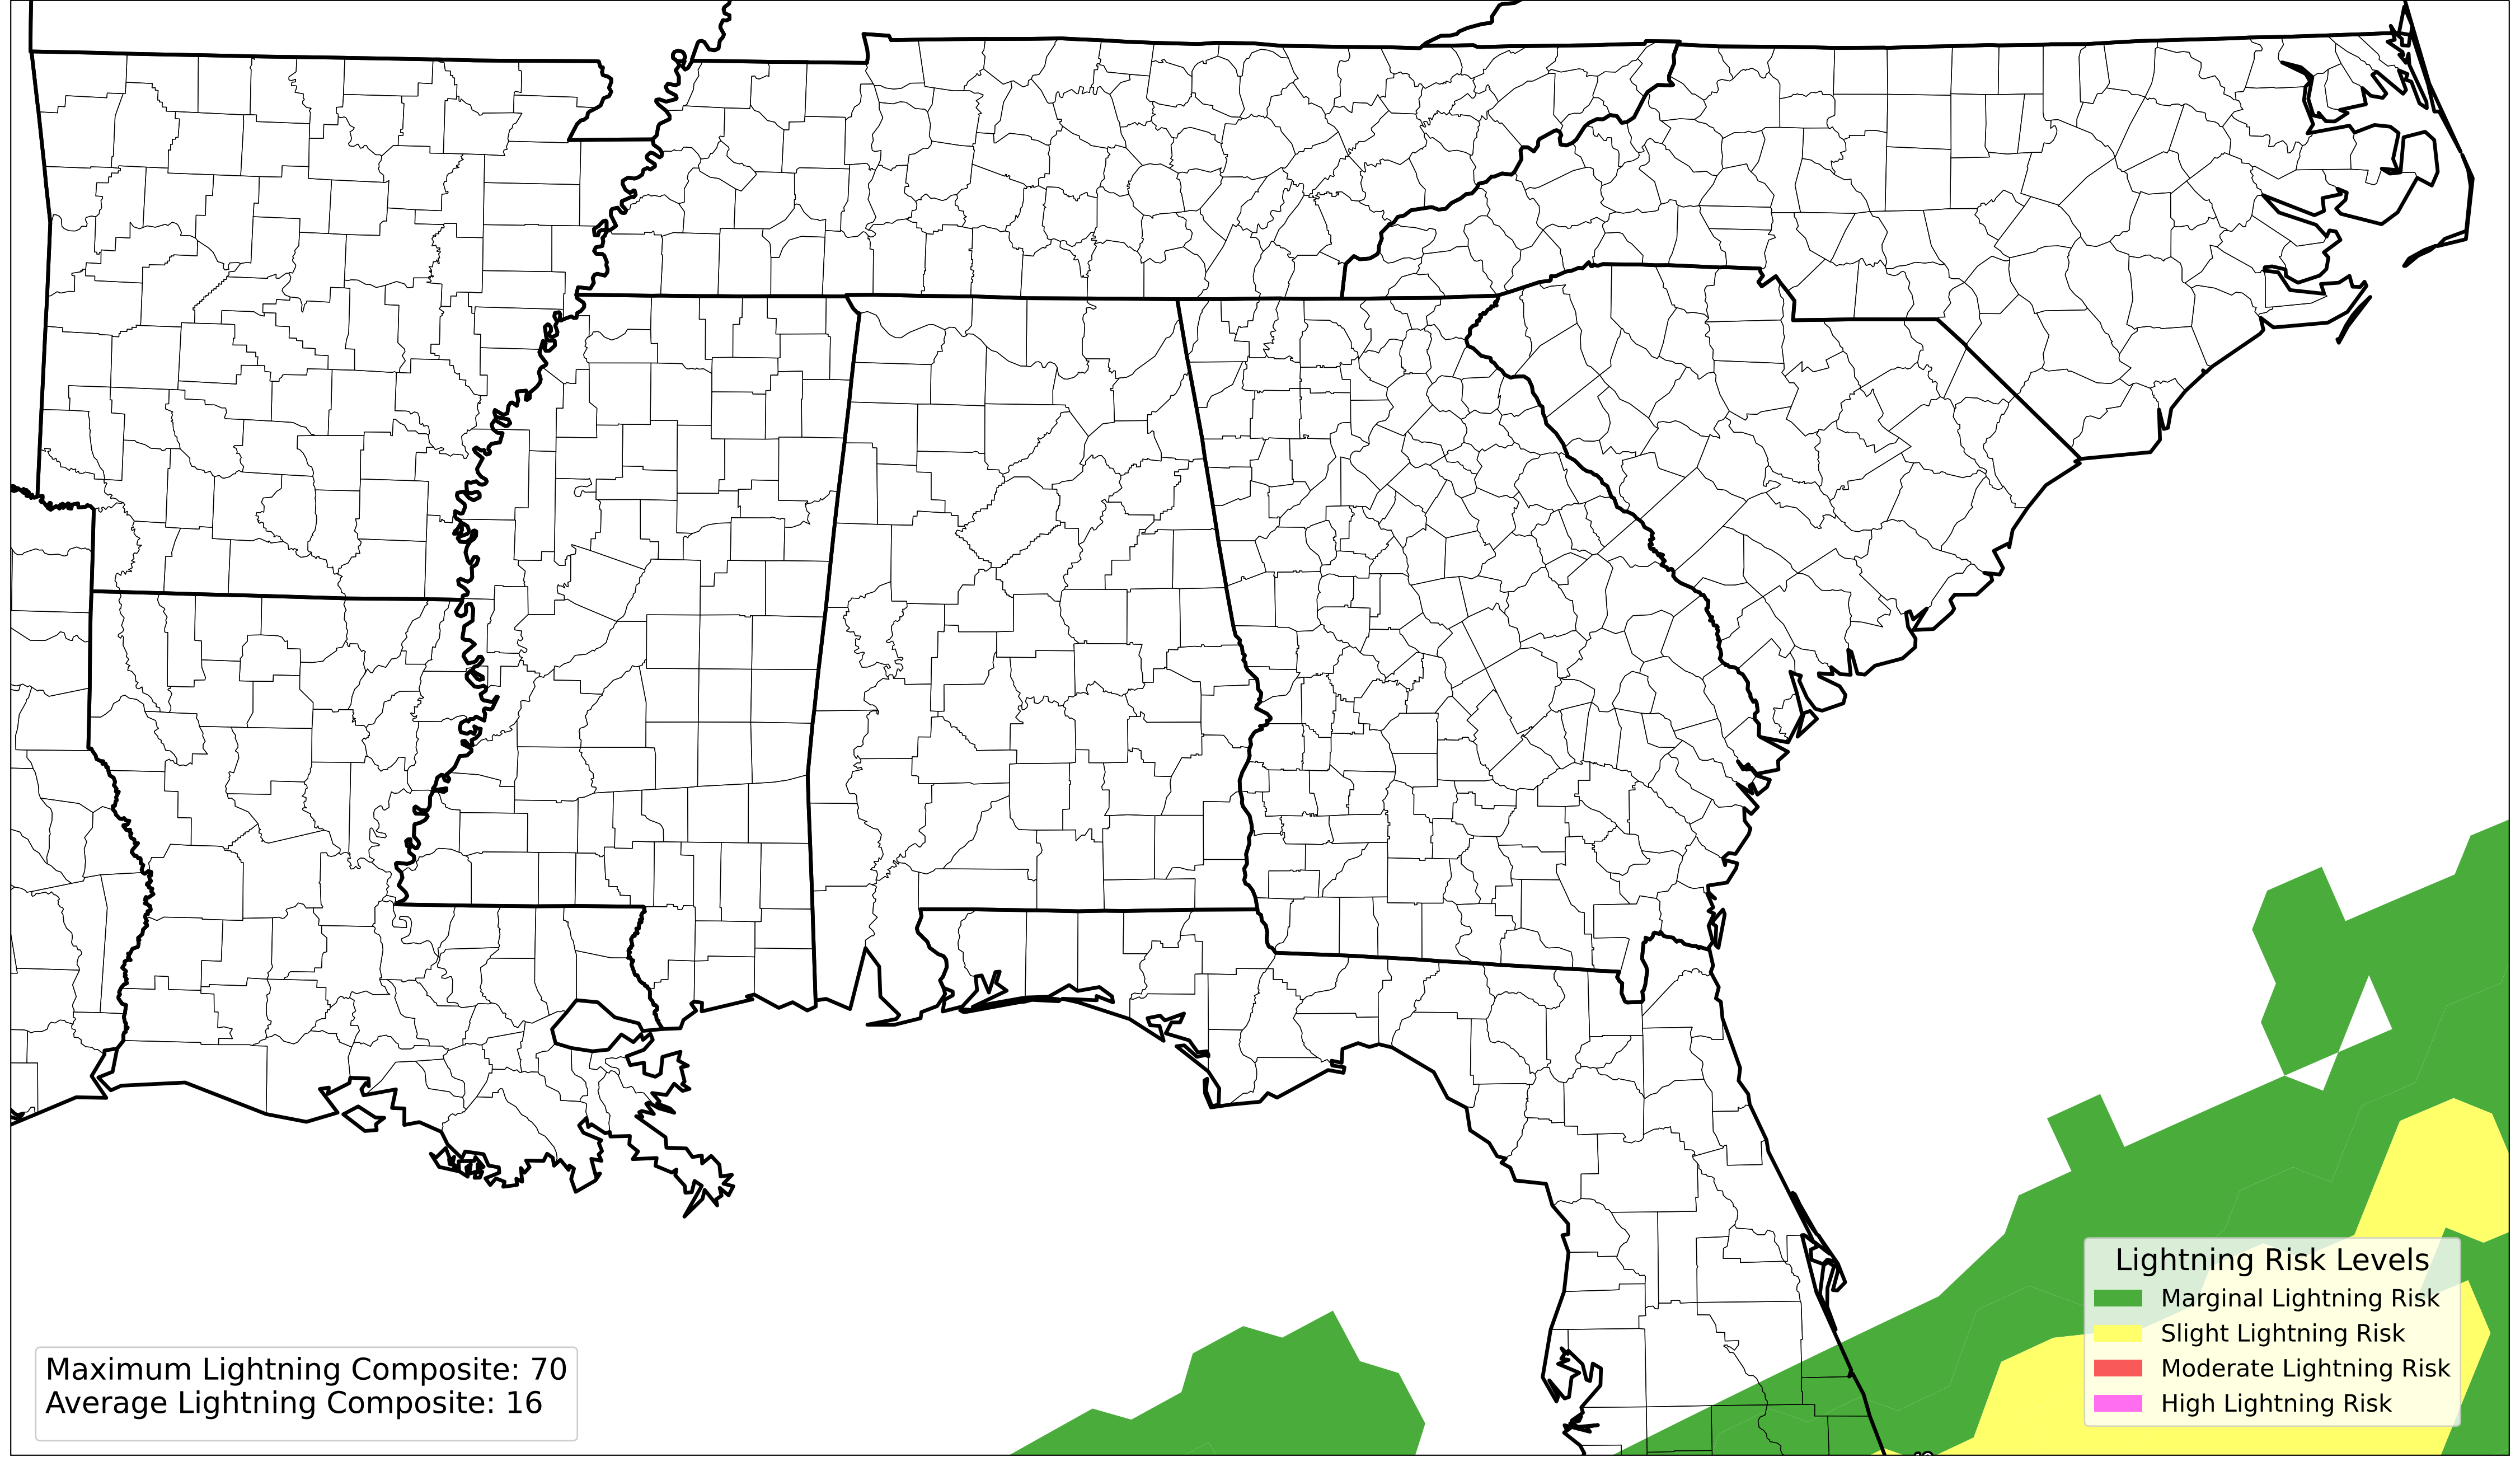 Lightning Risk Levels
Marginal Lightning Risk
Slight Lightning Risk
Moderate Lightning Risk
High Lightning Risk
Maximum Lightning Composite: 70
Average Lightning Composite: 16